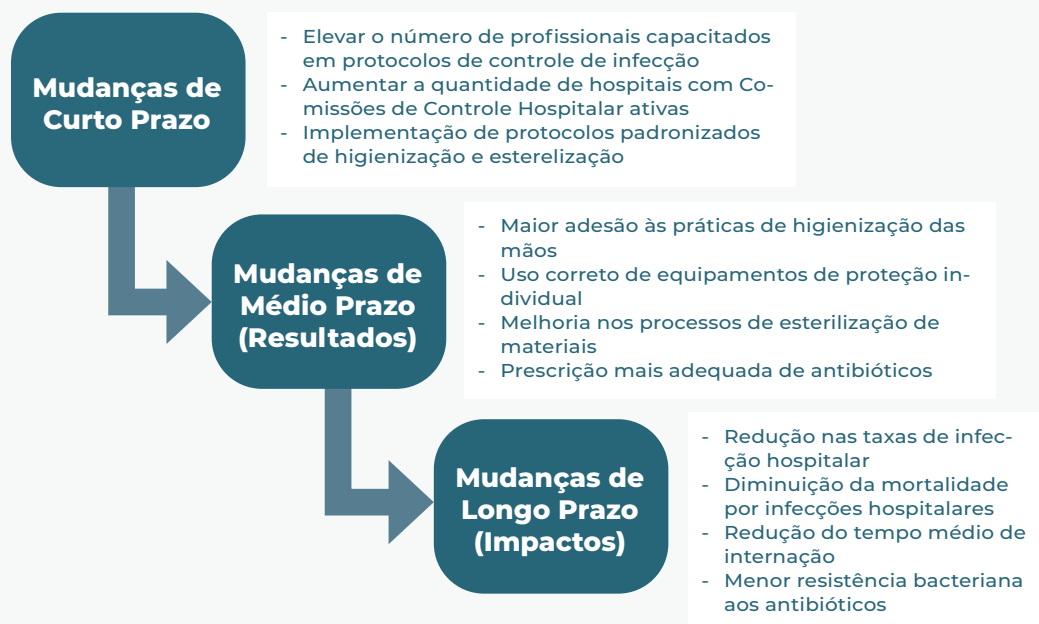 Mudanças de
Curto Prazo
- Elevar o número de profissionais capacitados
em protocolos de controle de infecção
- Aumentar a quantidade de hospitais com Co-
missões de Controle Hospitalar ativas
- Implementação de protocolos padronizados
de higienização e esterelização
Mudanças de
Médio Prazo
(Resultados)
- Maior adesão às práticas de higienização das
mãos
- Uso correto de equipamentos de proteção in-
dividual
- Melhoria nos processos de esterilização de
materiais
- Prescrição mais adequada de antibióticos
Mudanças de
Longo Prazo
(Impactos)
- Redução nas taxas de infec-
ção hospitalar
- Diminuição da mortalidade
por infecções hospitalares
- Redução do tempo médio de
internação
- Menor resistência bacteriana
aos antibióticos